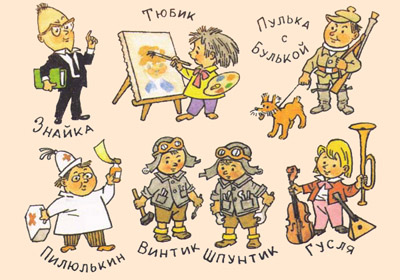 Тюбик
Пулька с
Булькой
Знайка
Пилюлькин
Винтик
Шпунтик
Гусля